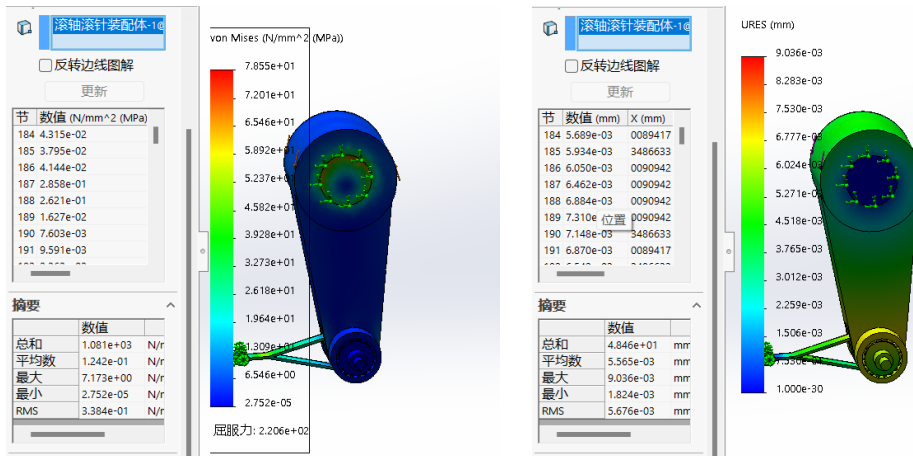 滚轴滚针装配体-1@
反转边线图解
更新
节 数值 (N/mm^2 (MPa)
184 4.315e-02
185 3.795e-02
186 4.144e-02
187 2.858e-01
188 2.621e-01
189 1.627e-02
190 7.603e-03
191 9.591e-03
摘要
数值
总和 1.081e+03 N/r
平均数 1.242e-01 N/r
最大 7.173e+00 N/r
最小 2.752e-05 N/r
RMS 3.384e-01 N/r
von Mises (N/mm^2 (MPa))
7.855e+01
7.201e+01
6.546e+01
5.892e+01
5.237e+01
4.582e+01
3.928e+01
3.273e+01
2.618e+01
1.964e+01
1.309e+01
6.546e+00
2.752e-05
屈服力: 2.206e+02
滚轴滚针装配体-1@
反转边线图解
更新
节 数值 (mm) X (mm)
184 5.689e-03 0089417
185 5.934e-03 3486633
186 6.050e-03 0090942
187 6.462e-03 0090942
188 6.884e-03 0090942
189 7.310e 0090942
位置
190 7.148e-03 3486633
191 6.870e-03 0089417
摘要
数值
总和 4.846e+01 mm
平均数 5.565e-03 mm
最大 9.036e-03 mm
最小 1.824e-03 mm
RMS 5.676e-03 mm
URES (mm)
9.036e-03
8.283e-03
7.530e-03
6.777e-03
6.024e-03
5.271e-03
4.518e-03
3.765e-03
3.012e-03
2.259e-03
1.506e-03
1.000e-30